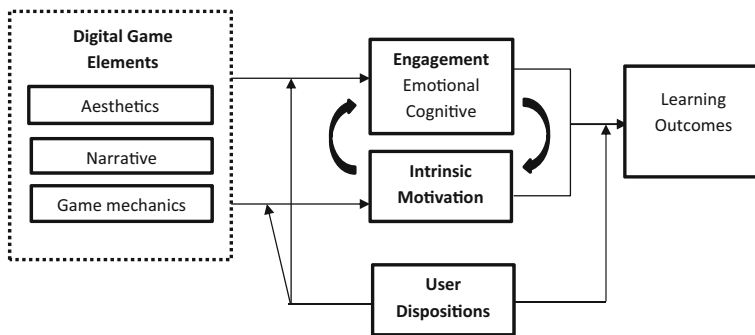 Digital Game
Elements
Aesthetics
Narrative
Game mechanics
Engagement
Emotional
Cognitive
Intrinsic
Motivation
User
Dispositions
Learning
Outcomes